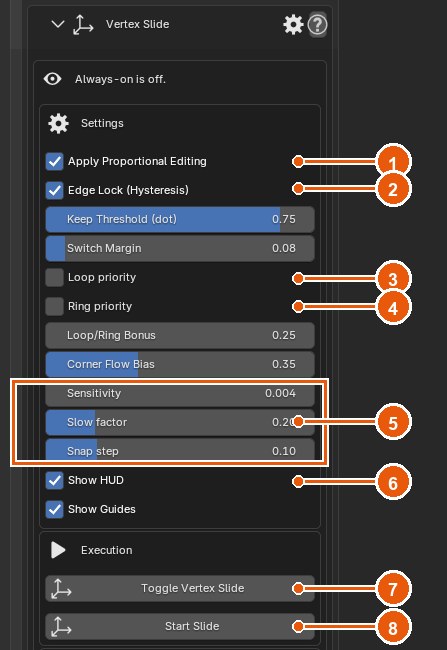 Vertex Slide ?
Always-on is off.
Settings
Apply Proportional Editing 1
Edge Lock (Hysteresis) 2
Keep Threshold (dot) 0.75
Switch Margin 0.08
Loop priority 3
Ring priority 4
Loop/Ring Bonus 0.25
Corner Flow Bias 0.35
Sensitivity 0.004
Slow factor 0.20 5
Snap step 0.10
Show HUD 6
Show Guides
Execution
Toggle Vertex Slide 7
Start Slide 8